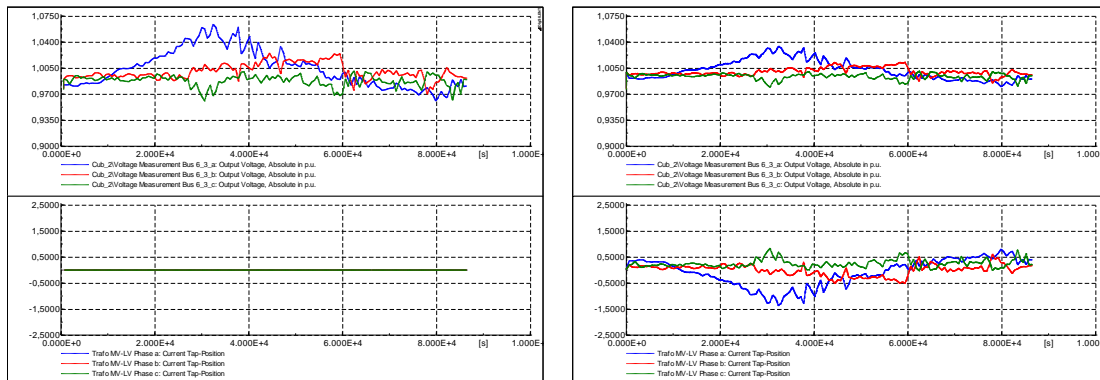 1,0750
1,0400
1,0050
0,9700
0,9350
0,9000
0.000E+0 2.000E+4 4.000E+4 6.000E+4 8.000E+4 [s] 1.000E+
Cub_2\Voltage Measurement Bus 6_3_a: Output Voltage, Absolute in p.u.
Cub_2\Voltage Measurement Bus 6_3_b: Output Voltage, Absolute in p.u.
Cub_2\Voltage Measurement Bus 6_3_c: Output Voltage, Absolute in p.u.
2,5000
1,5000
0,5000
-0,5000
-1,5000
-2,5000
0.000E+0 2.000E+4 4.000E+4 6.000E+4 8.000E+4 [s] 1.000E+
Trafo MV-LV Phase a: Current Tap-Position
Trafo MV-LV Phase b: Current Tap-Position
Trafo MV-LV Phase c: Current Tap-Position
1,0750
1,0400
1,0050
0,9700
0,9350
0,9000
0.000E+0 2.000E+4 4.000E+4 6.000E+4 8.000E+4 [s] 1.000
Cub_2\Voltage Measurement Bus 6_3_a: Output Voltage, Absolute in p.u.
Cub_2\Voltage Measurement Bus 6_3_b: Output Voltage, Absolute in p.u.
Cub_2\Voltage Measurement Bus 6_3_c: Output Voltage, Absolute in p.u.
2,5000
1,5000
0,5000
-0,5000
-1,5000
-2,5000
0.000E+0 2.000E+4 4.000E+4 6.000E+4 8.000E+4 [s] 1.000
Trafo MV-LV Phase a: Current Tap-Position
Trafo MV-LV Phase b: Current Tap-Position
Trafo MV-LV Phase c: Current Tap-Position